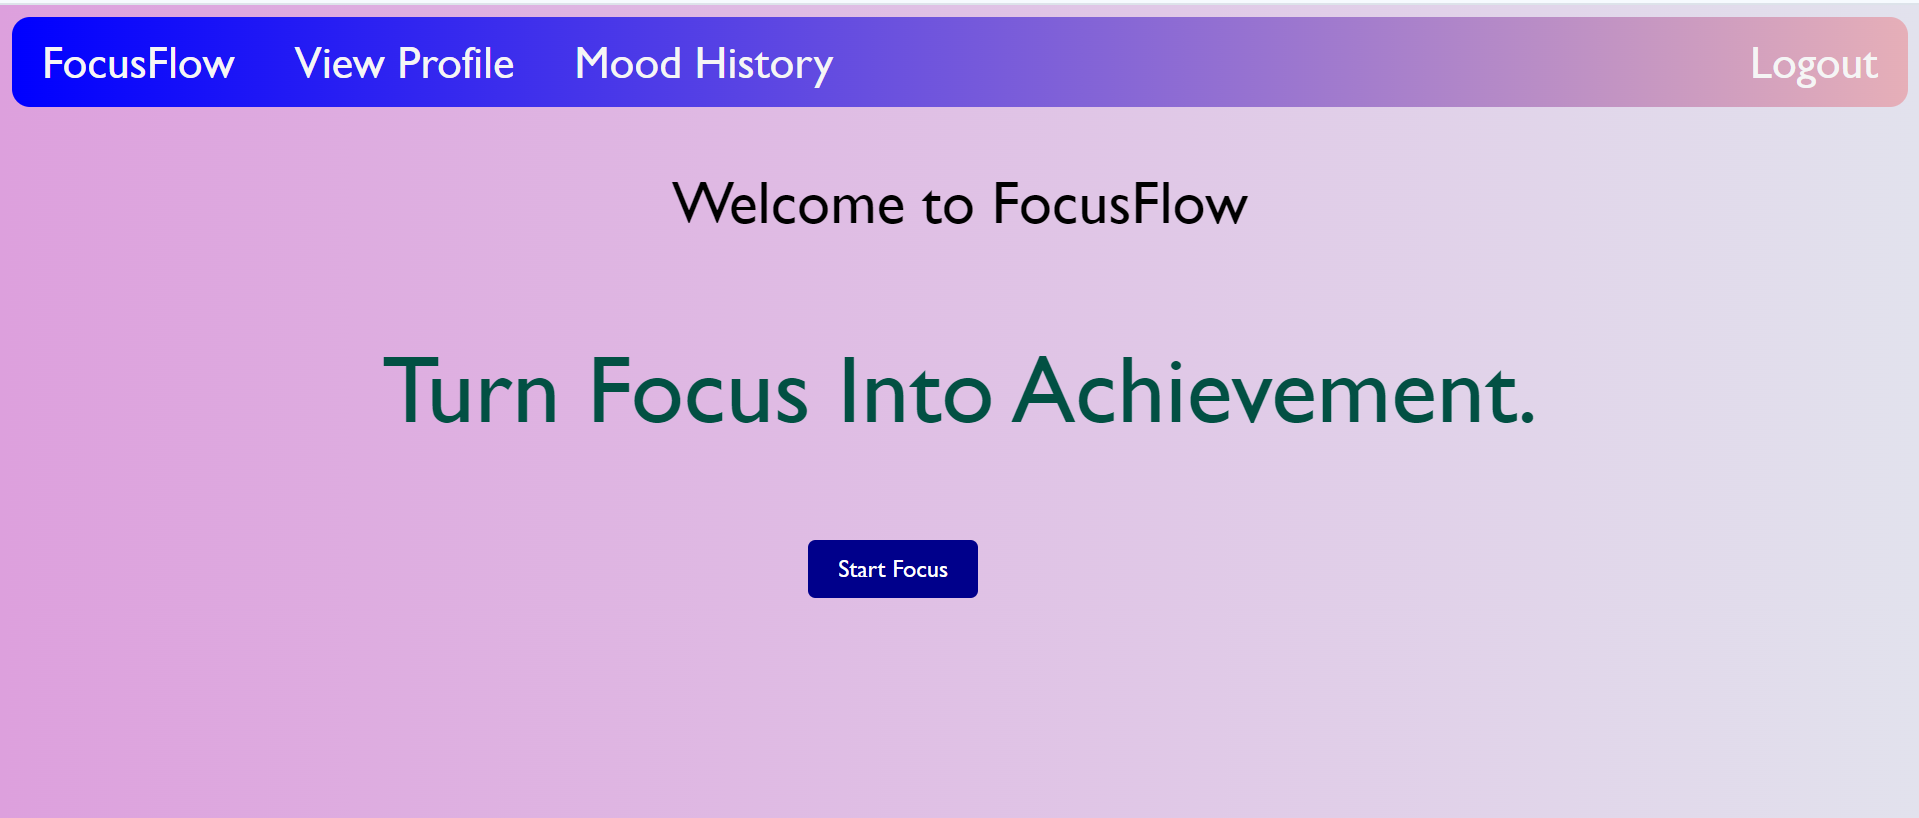 FocusFlow View Profile Mood History Logout
Welcome to FocusFlow
Turn Focus Into Achievement.
Start Focus